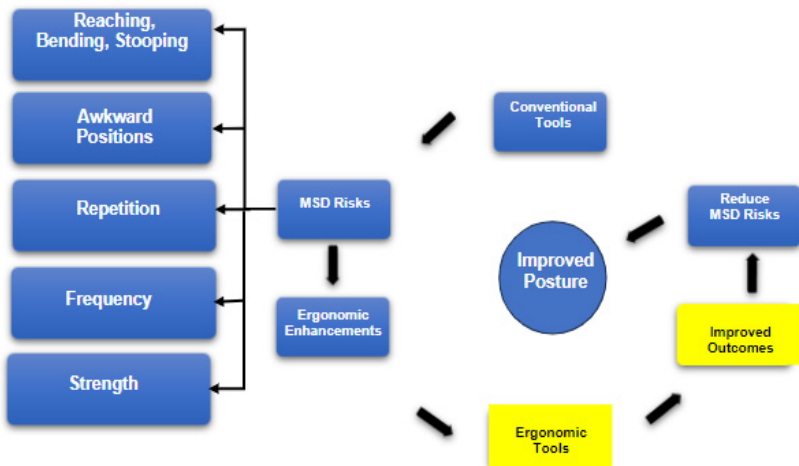 Reaching,
Bending, Stooping
Awkward
Positions
Repetition
Frequency
Strength
MSD Risks
Ergonomic
Enhancements
Conventional
Tools
Improved
Posture
Reduce
MSD Risks
Improved
Outcomes
Ergonomic
Tools